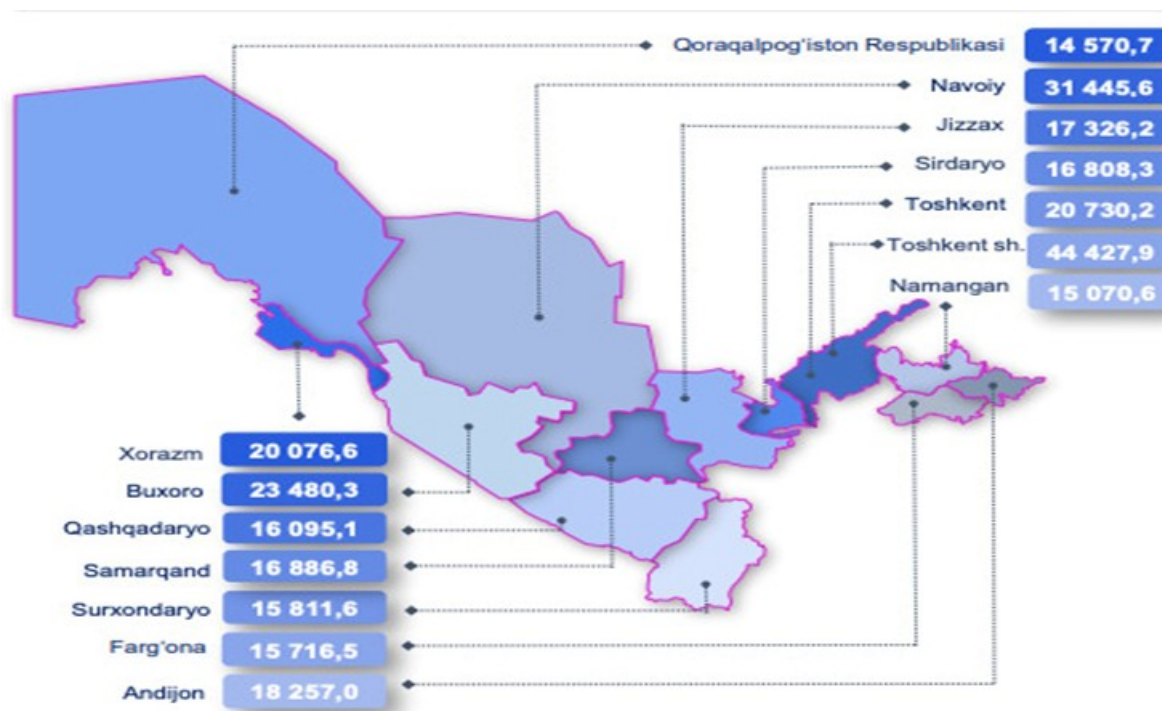 Qoraqalpog'iston Respublikasi 14 570,7
Navoiy 31 445,6
Jizzax 17 326,2
Sirdaryo 16 808,3
Toshkent 20 730,2
Toshkent sh. 44 427,9
Namangan 15 070,6
Xorazm 20 076,6
Buxoro 23 480,3
Qashqadaryo 16 095,1
Samarqand 16 886,8
Surxondaryo 15 811,6
Farg'ona 15 716,5
Andijon 18 257,0